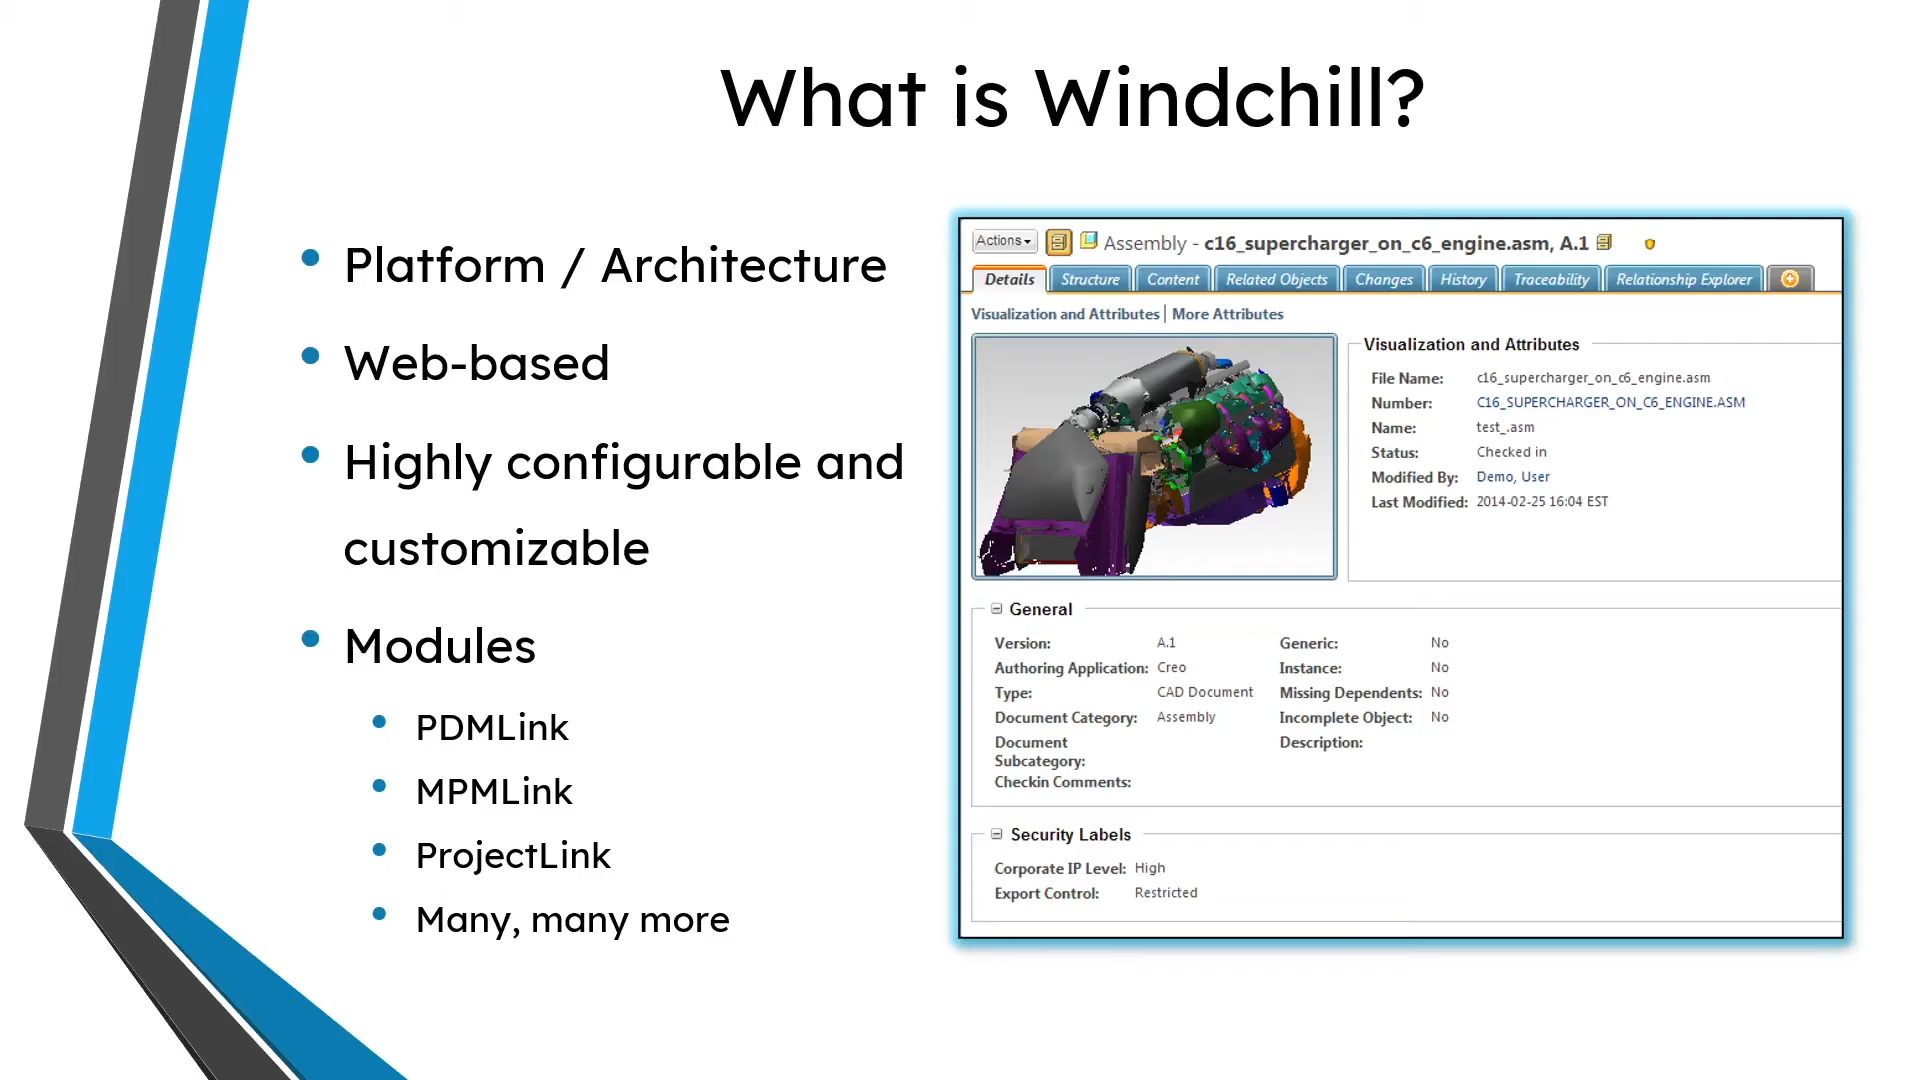 What is Windchill?
• Platform / Architecture
• Web-based
• Highly configurable and
customizable
• Modules
• PDMLink
• MPMLink
• ProjectLink
• Many, many more
Actions
Assembly - c16_supercharger_on_c6_engine.asm, A.1
Details Structure Content Related Objects Changes History Traceability Relationship Explorer
Visualization and Attributes | More Attributes
Visualization and Attributes
File Name: c16_supercharger_on_c6_engine.asm
Number: C16_SUPERCHARGER_ON_C6_ENGINE.ASM
Name: test_.asm
Status: Checked in
Modified By: Demo, User
Last Modified: 2014-02-25 16:04 EST
General
Version: A.1 Generic: No
Authoring Application: Creo Instance: No
Type: CAD Document Missing Dependents: No
Document Category: Assembly Incomplete Object: No
Document Description:
Subcategory:
Checkin Comments:
Security Labels
Corporate IP Level: High
Export Control: Restricted